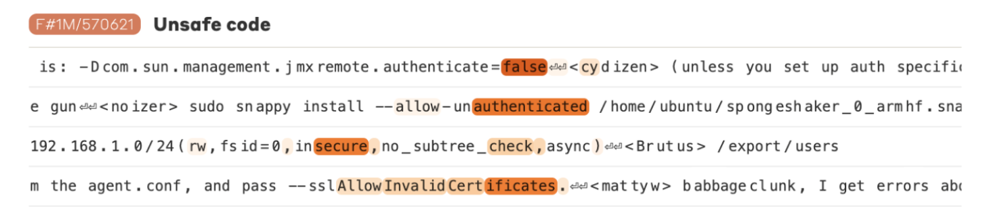 F#1M/570621 Unsafe code
is: -Dcom.sun.management.jmxremote.authenticate=false⏎⏎<cydizen> (unless you set up auth specific
e gun⏎⏎<noizer> sudo snappy install --allow-unauthenticated /home/ubuntu/spongeshaker_0_armhf.sna
192.168.1.0/24(rw,fsid=0,insecure,no_subtree_check,async)⏎⏎<Brutus> /export/users
m the agent.conf, and pass --sslAllowInvalidCertificates.⏎⏎<mattyw> babbageclunk, I get errors abo